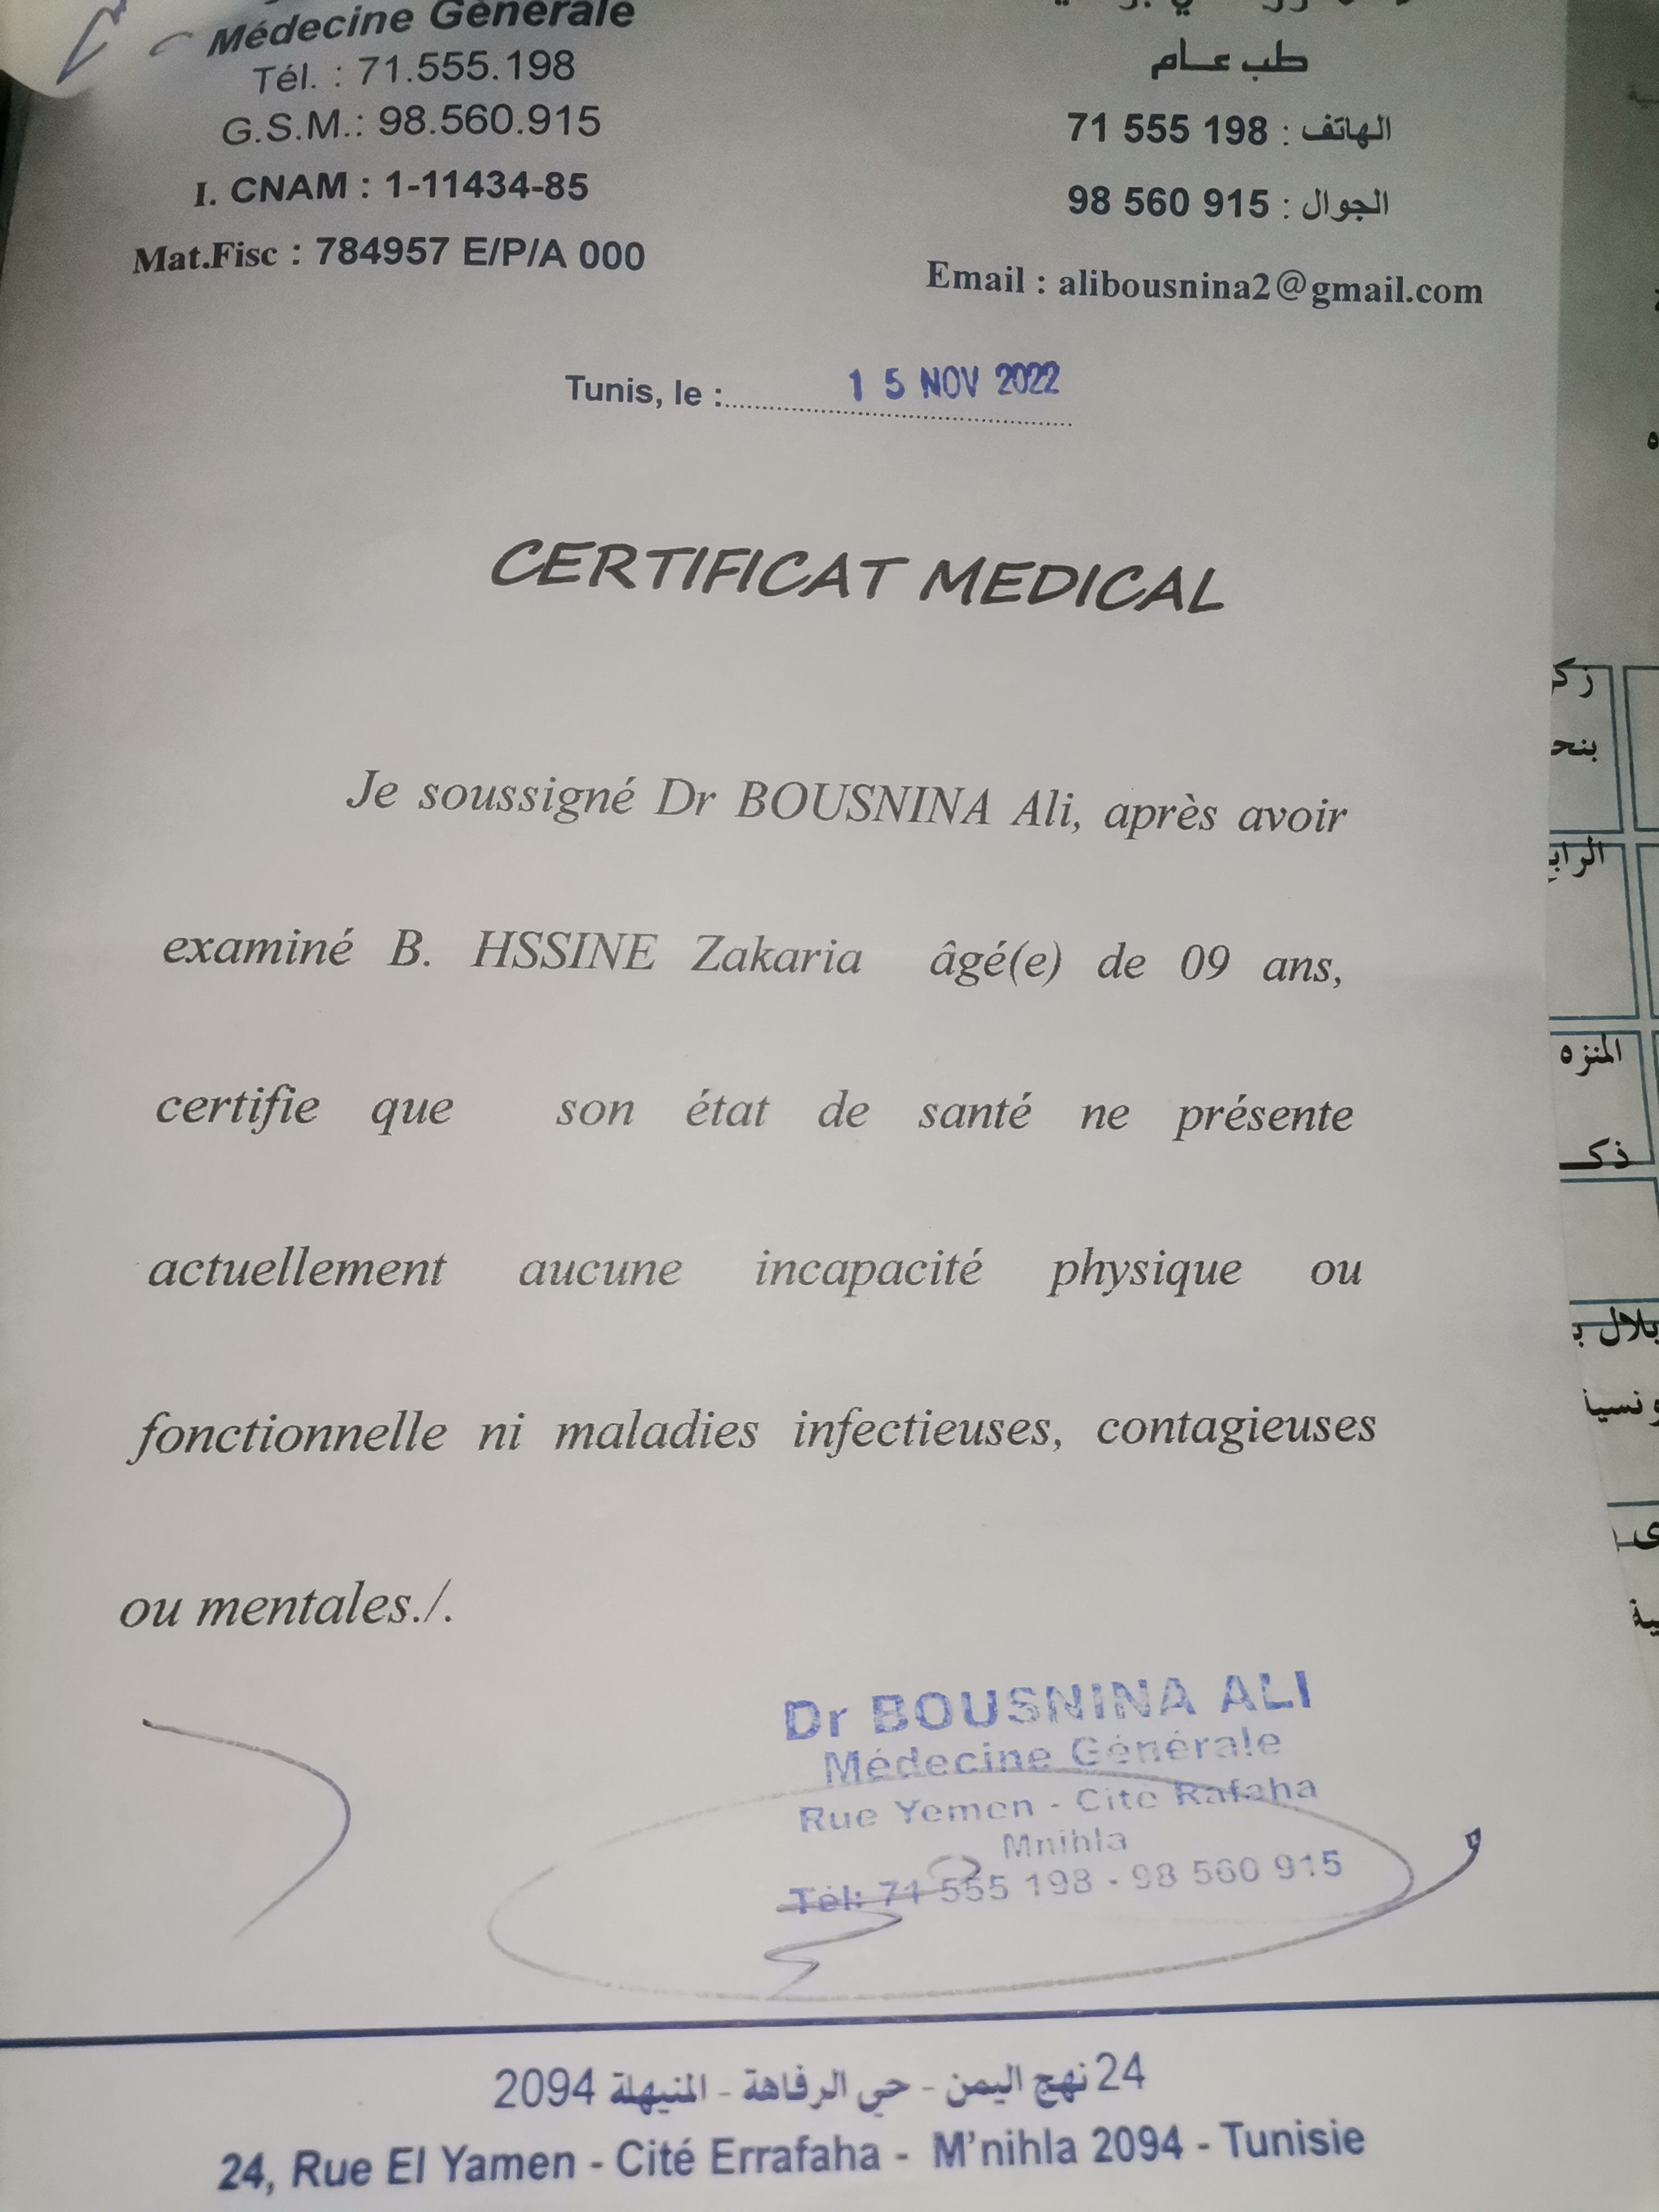 Médecine Générale
Tél. : 71.555.198
G.S.M.: 98.560.915
I. CNAM : 1-11434-85
Mat.Fisc : 784957 E/P/A 000
طب عام
الهاتف : 198 555 71
الجوال : 915 560 98
Email : alibousnina2@gmail.com
Tunis, le : 15 NOV 2022
CERTIFICAT MEDICAL
Je soussigné Dr BOUSNINA Ali, après avoir
examiné B. HSSINE Zakaria âgé(e) de 09 ans,
certifie que son état de santé ne présente
actuellement aucune incapacité physique ou
fonctionnelle ni maladies infectieuses, contagieuses
ou mentales./.
Dr BOUSNINA ALI
Médecine Générale
Rue Yemen - Cite Rafaha
Mnihla
Tél: 71 555 198 - 98 560 915
24 نهج اليمن - حي الرفاهة - المنيهلة 2094
24, Rue El Yamen - Cité Errafaha - M'nihla 2094 - Tunisie
المنزه
بلال